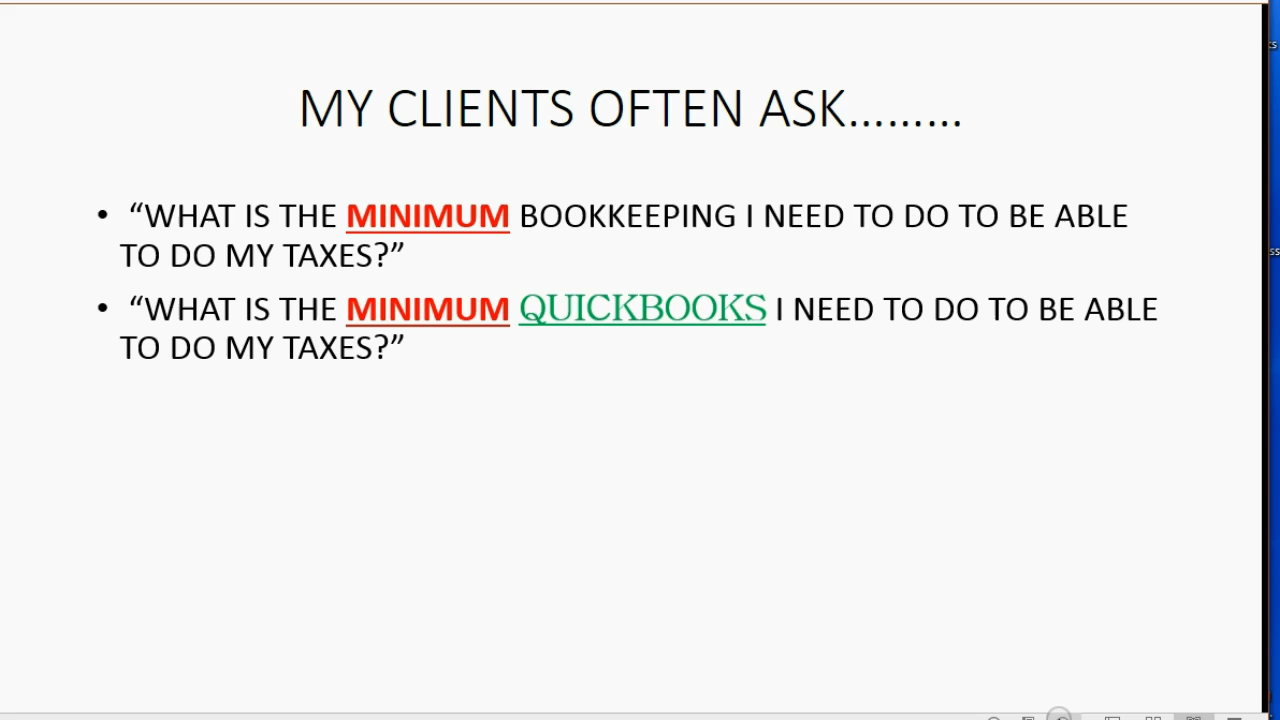 MY CLIENTS OFTEN ASK.........
• “WHAT IS THE MINIMUM BOOKKEEPING I NEED TO DO TO BE ABLE
TO DO MY TAXES?”
• “WHAT IS THE MINIMUM QUICKBOOKS I NEED TO DO TO BE ABLE
TO DO MY TAXES?”